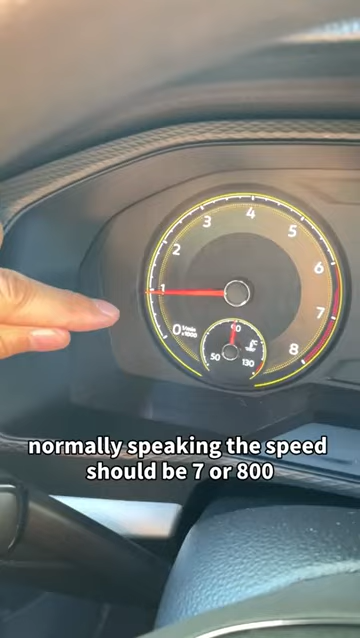 4
3
5
2
6
1
7
0 1/min
x1000
8
90
50
130
°C
normally speaking the speed
should be 7 or 800